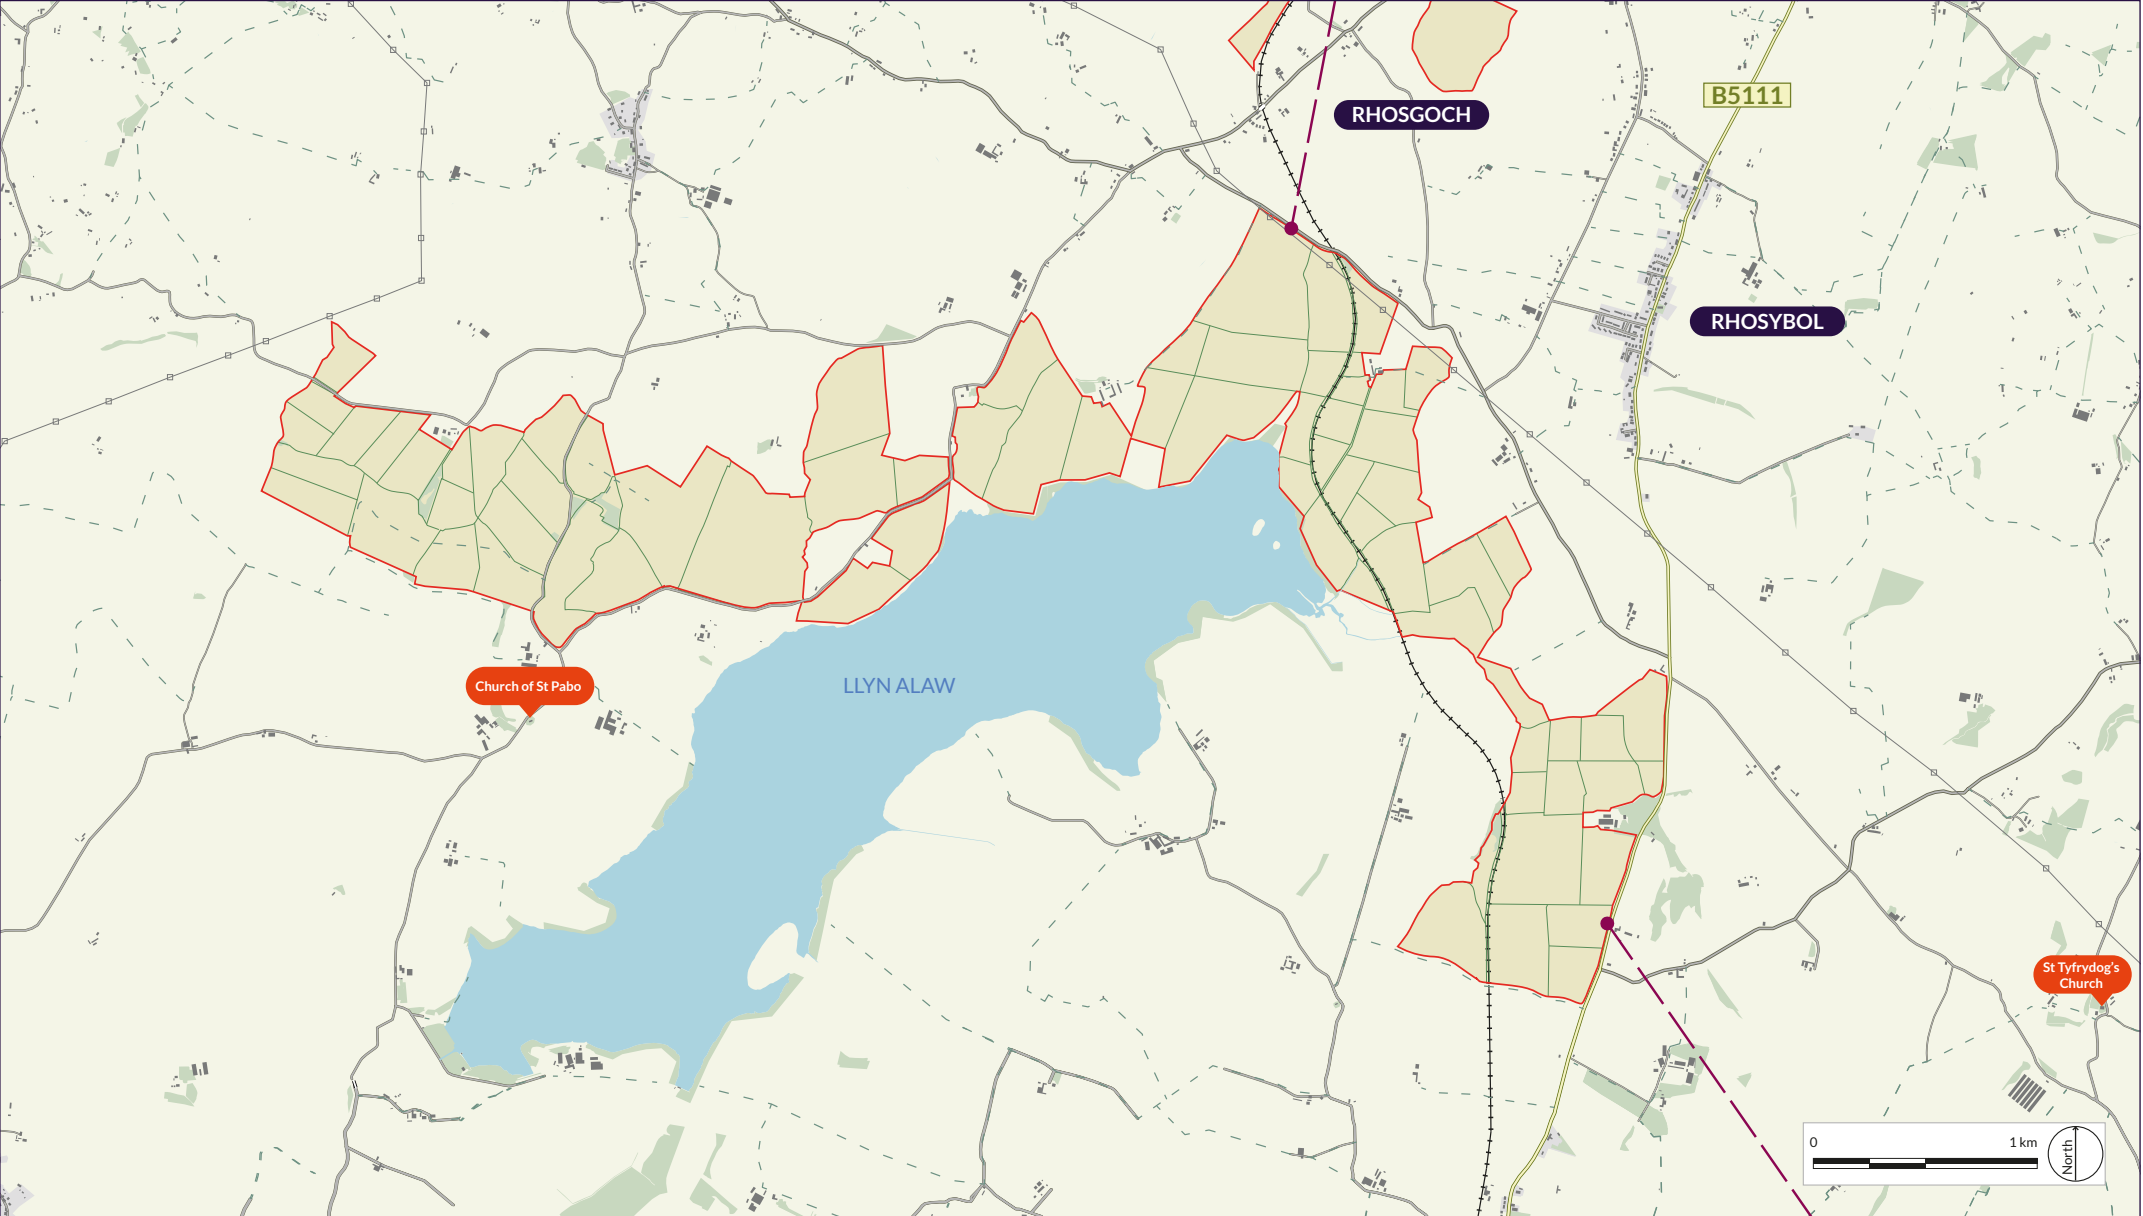 B5111
RHOSGOCH
RHOSYBOL
Church of St Pabo
LLYN ALAW
St Tyfrydog's
Church
0
1 km
North